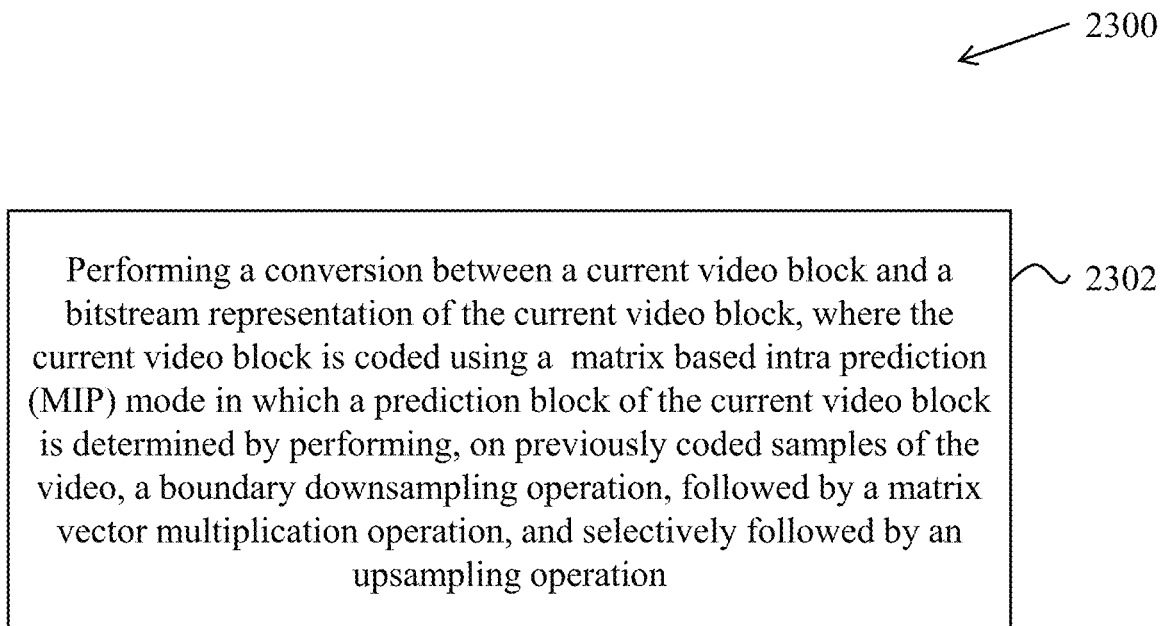 2300
Performing a conversion between a current video block and a
bitstream representation of the current video block, where the
2302
current video block is coded using a matrix based intra prediction
(MIP) mode in which a prediction block of the current video block
is determined by performing, on previously coded samples of the
video, a boundary downsampling operation, followed by a matrix
vector multiplication operation, and selectively followed by an
upsampling operation